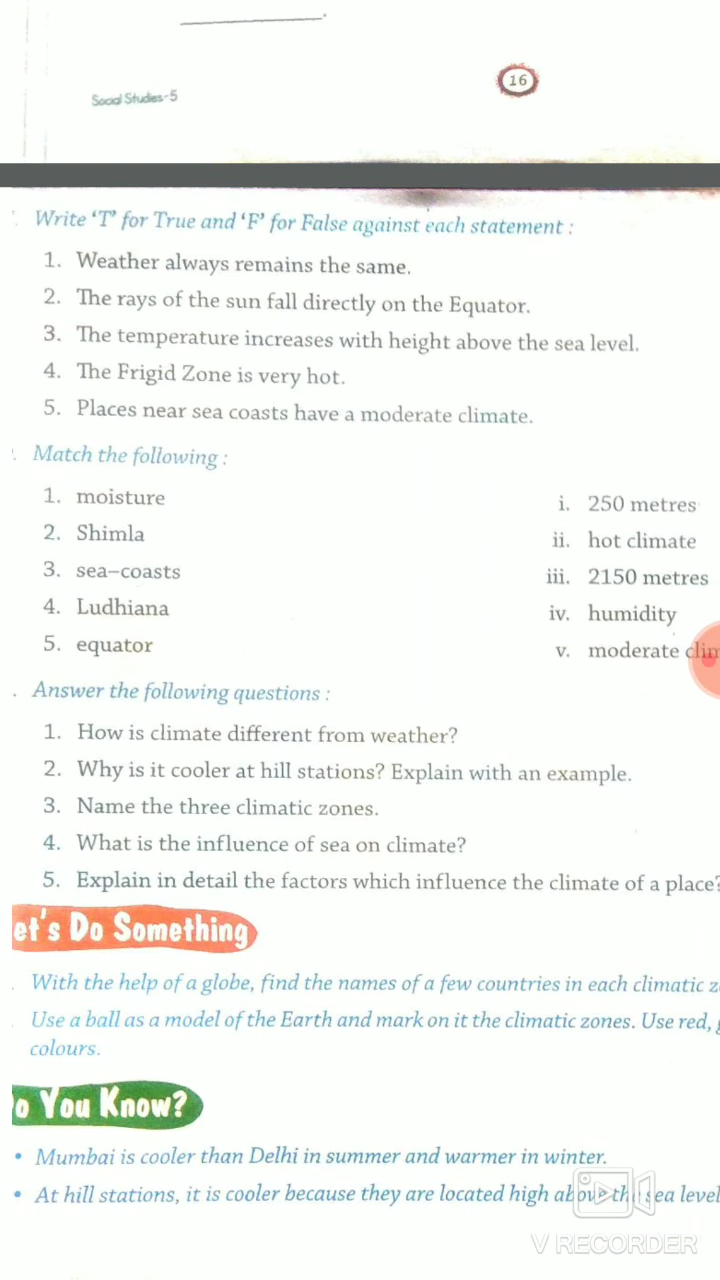 Social Studies-5
16
Write 'T' for True and 'F' for False against each statement :
1. Weather always remains the same.
2. The rays of the sun fall directly on the Equator.
3. The temperature increases with height above the sea level.
4. The Frigid Zone is very hot.
5. Places near sea coasts have a moderate climate.
Match the following :
1. moisture i. 250 metres
2. Shimla ii. hot climate
3. sea-coasts iii. 2150 metres
4. Ludhiana iv. humidity
5. equator v. moderate
Answer the following questions :
1. How is climate different from weather?
2. Why is it cooler at hill stations? Explain with an example.
3. Name the three climatic zones.
4. What is the influence of sea on climate?
5. Explain in detail the factors which influence the climate of a place?
et's Do Something
With the help of a globe, find the names of a few countries in each climatic
Use a ball as a model of the Earth and mark on it the climatic zones. Use red,
colours.
o You Know?
• Mumbai is cooler than Delhi in summer and warmer in winter.
• At hill stations, it is cooler because they are located high above the sea level
V RECORDER